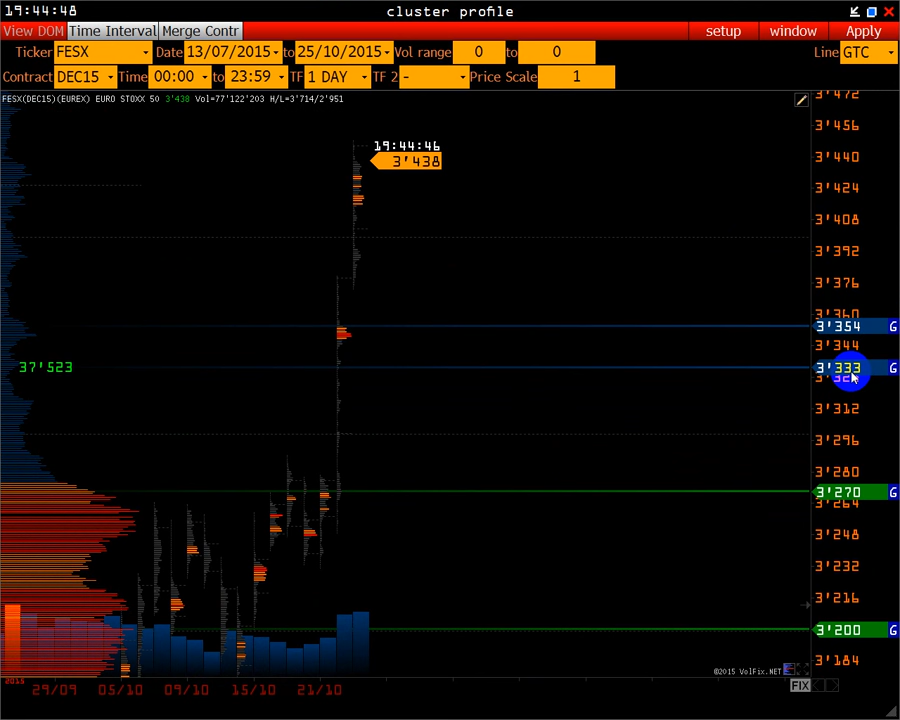 19:44:48 cluster profile
View DOM Time Interval Merge Contr setup window Apply
Ticker FESX Date 13/07/2015 to 25/10/2015 Vol range 0 to 0 Line GTC
Contract DEC15 Time 00:00 to 23:59 TF 1 DAY TF 2 - Price Scale 1
FESX(DEC15)(EUREX) EURO STOXX 50 3'438 Vol=77'122'203 H/L=3'714/2'951
3'472
3'456
19:44:46
3'438
3'440
3'424
3'408
3'392
3'376
3'360
3'354 G
3'344
37'523
3'333 G
3'312
3'296
3'280
3'270 G
3'264
3'248
3'232
3'216
3'200 G
3'184
©2015 VolFix.NET
2015
29/09 05/10 09/10 15/10 21/10
FIX